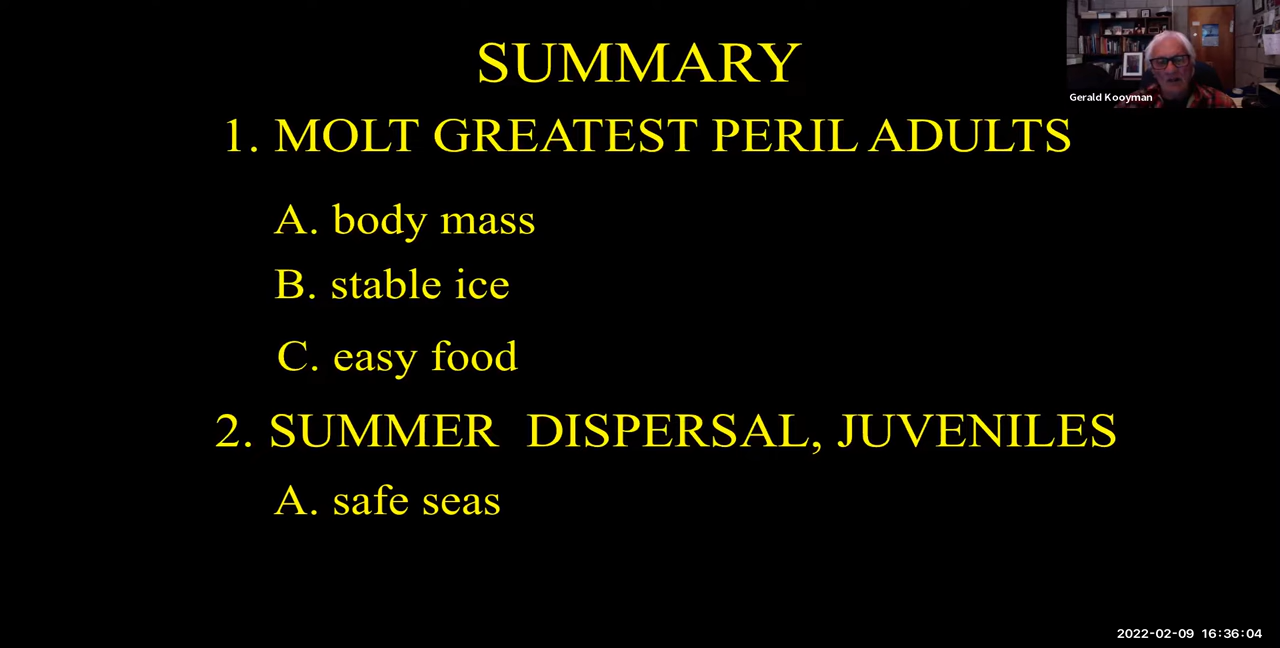 SUMMARY
Gerald Kooyman
1. MOLT GREATEST PERIL ADULTS
A. body mass
B. stable ice
C. easy food
2. SUMMER DISPERSAL, JUVENILES
A. safe seas
2022-02-09 16:36:04